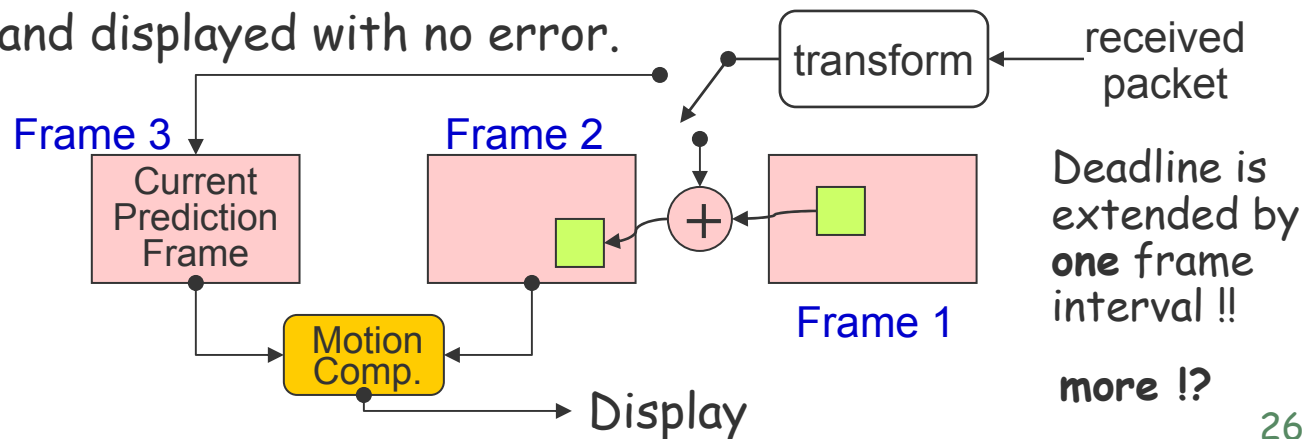 and displayed with no error.
transform
received
packet
Frame 3
Frame 2
Current
Prediction
Frame
+
Deadline is
extended by
one frame
interval !!
Frame 1
Motion
Comp.
more !?
Display
26